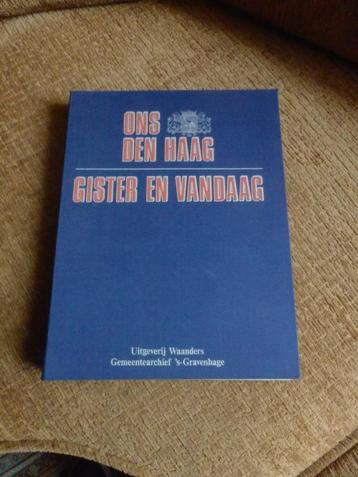 ONS
DEN HAAG
GISTER EN VANDAAG
Uitgeverij Waanders
Gemeentearchief 's-Gravenhage